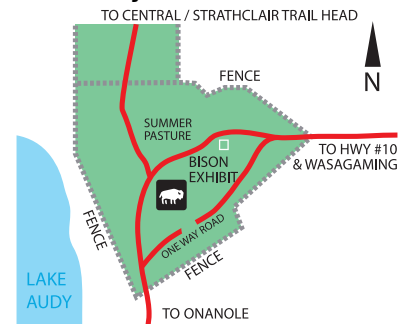 TO CENTRAL / STRATHCLAIR TRAIL HEAD
FENCE
N
SUMMER
PASTURE
TO HWY #10
& WASAGAMING
BISON
EXHIBIT
FENCE
ONE WAY ROAD
FENCE
LAKE
AUDY
TO ONANOLE